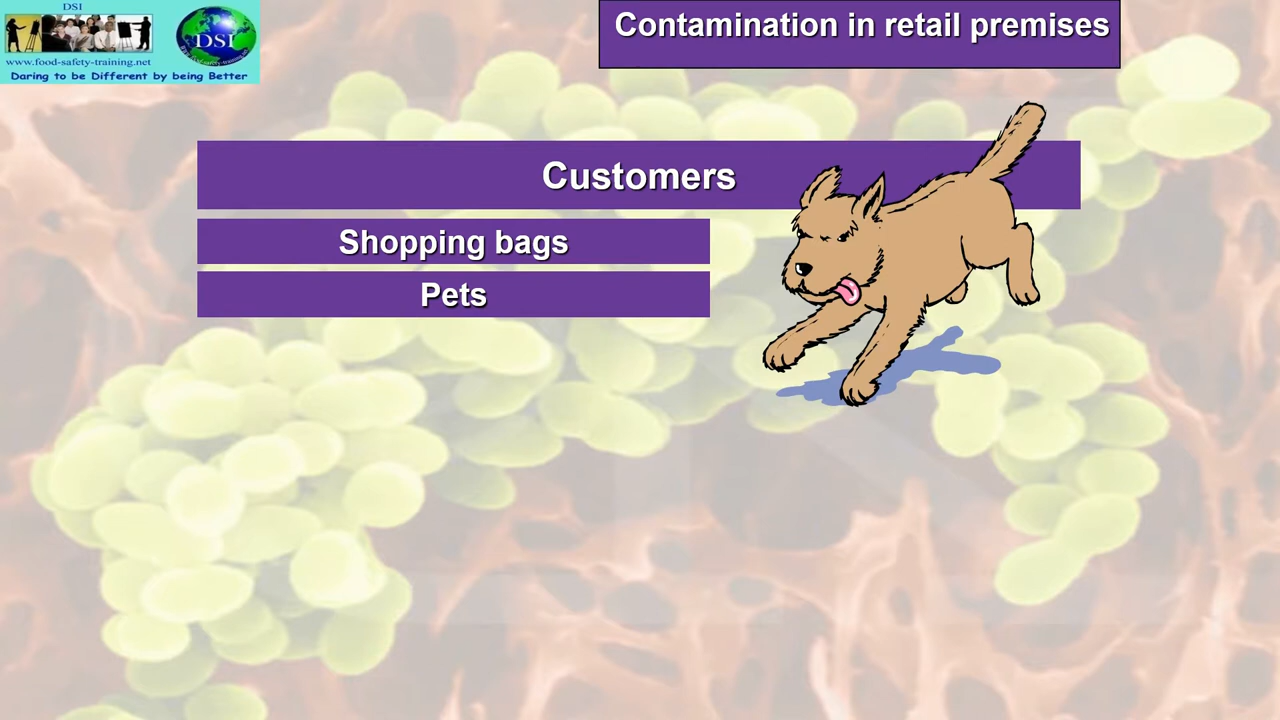 DSI
DSI
www.food-safety-training.net
Daring to be Different by being Better
Contamination in retail premises
Customers
Shopping bags
Pets